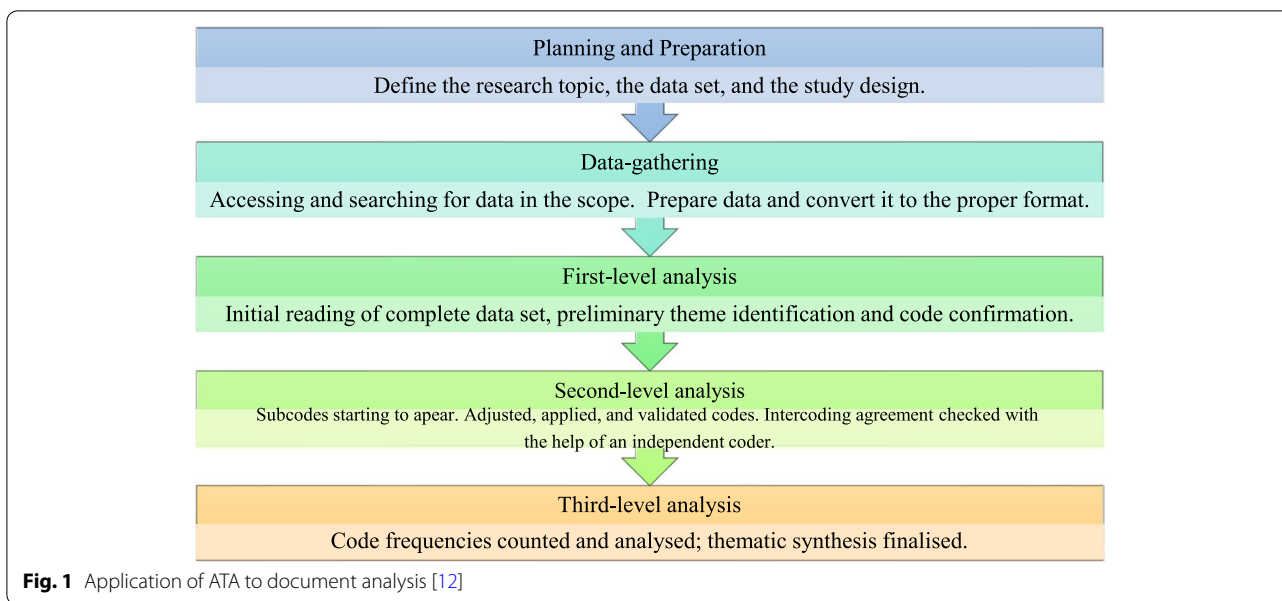 Planning and Preparation
Define the research topic, the data set, and the study design.
Data-gathering
Accessing and searching for data in the scope.  Prepare data and convert it to the proper format.
First-level analysis
Initial reading of complete data set, preliminary theme identification and code confirmation.
Second-level analysis
Subcodes starting to apear. Adjusted, applied, and validated codes. Intercoding agreement checked with
the help of an independent coder.
Third-level analysis
Code frequencies counted and analysed; thematic synthesis finalised.
Fig. 1 Application of ATA to document analysis [12]